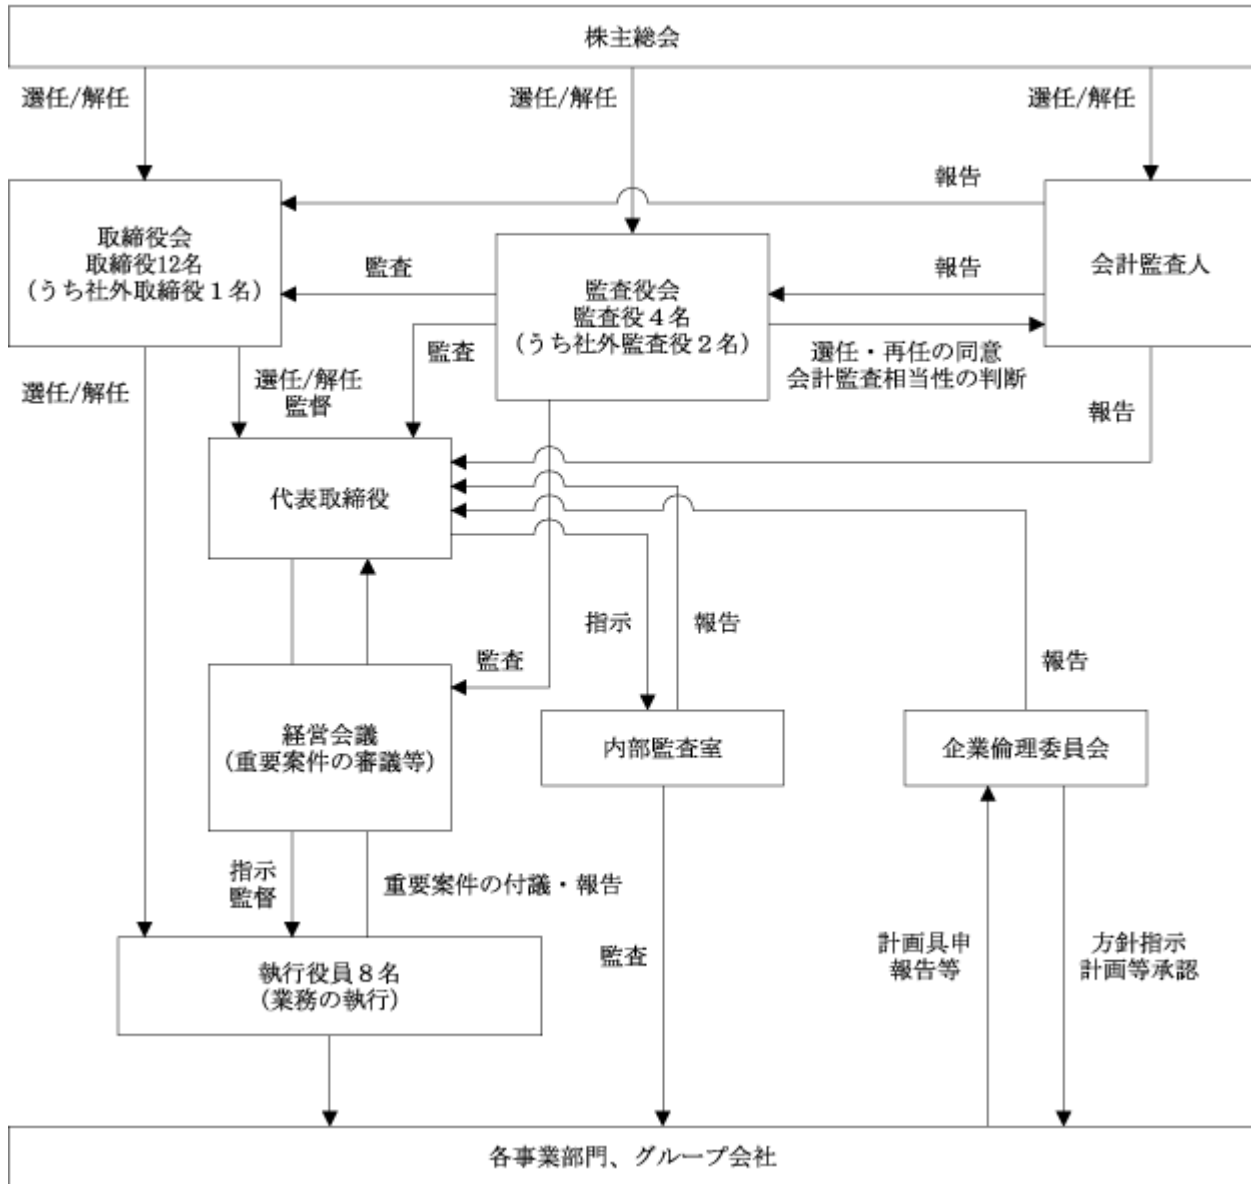 株主総会
選任/解任
選任/解任
選任/解任
報告
取締役会
取締役12名
(うち社外取締役１名)
監査
監査役会
監査役４名
(うち社外監査役２名)
報告
会計監査人
監査
選任・再任の同意
会計監査相当性の判断
選任/解任
選任/解任
監督
報告
代表取締役
指示
報告
監査
報告
経営会議
(重要案件の審議等)
内部監査室
企業倫理委員会
指示
監督
重要案件の付議・報告
監査
計画具申
報告等
方針指示
計画等承認
執行役員８名
(業務の執行)
各事業部門、グループ会社